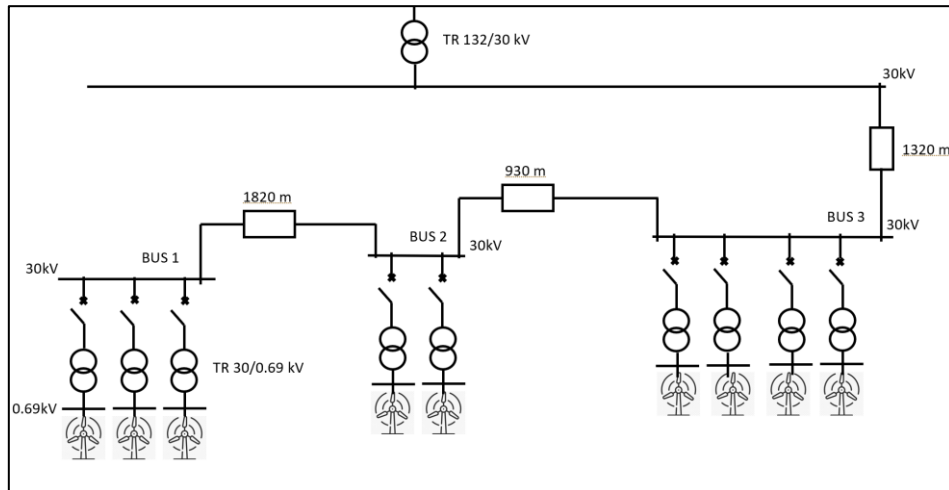 TR 132/30 kV
30kV
1320 m
930 m
1820 m
BUS 3
30kV
BUS 2
30kV
BUS 1
30kV
TR 30/0.69 kV
0.69kV